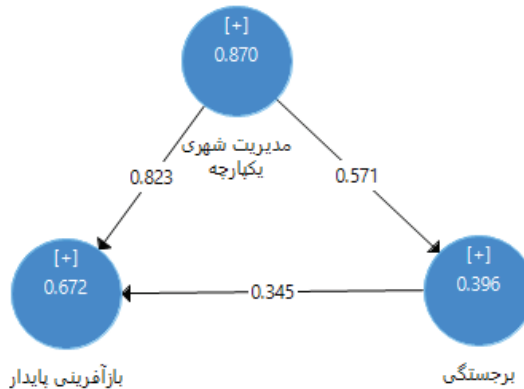 [+]
0.870
مدیریت شهری
یکپارچه
0.823
0.571
[+]
0.672
0.345
[+]
0.396
بازآفرینی پایدار
برجستگی